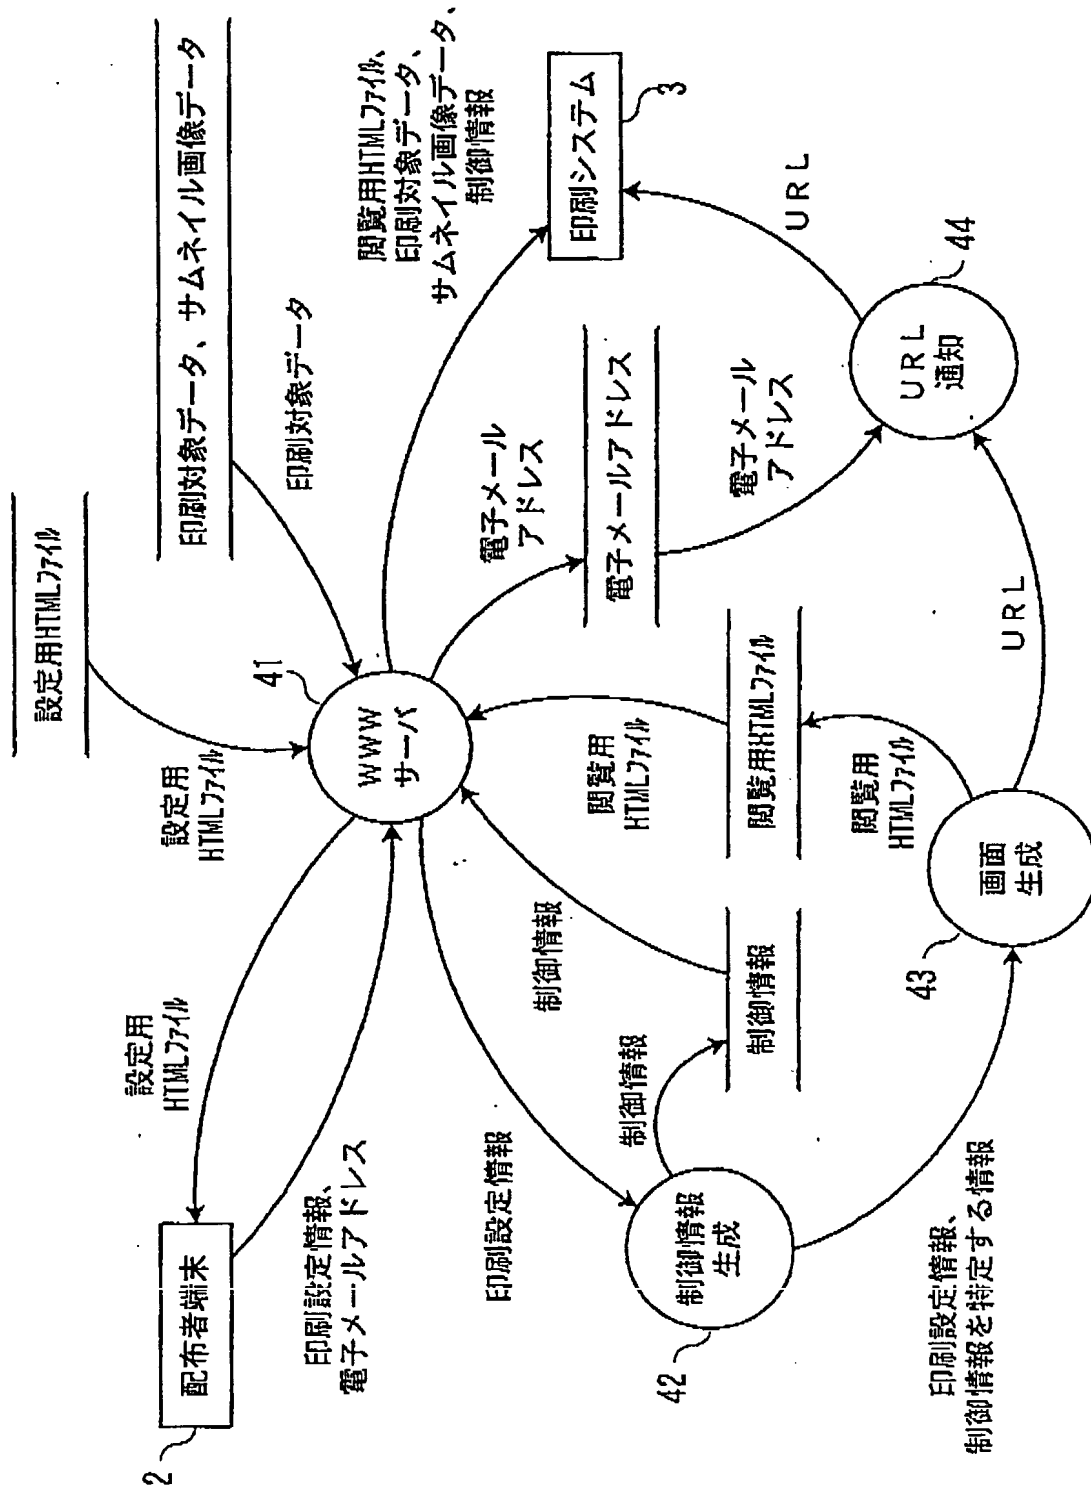 設定用HTMLファイル
印刷対象データ、サムネイル画像データ
設定用
HTMLファイル
印刷対象データ
2
配布者端末
設定用
HTMLファイル
印刷設定情報、
電子メールアドレス
41
WWW
サーバ
閲覧用HTMLファイル、
印刷対象データ、
サムネイル画像データ、
制御情報
印刷システム
3
印刷設定情報
制御情報
閲覧用
HTMLファイル
電子メール
アドレス
電子メールアドレス
42
制御情報
生成
制御情報
制御情報
閲覧用HTMLファイル
閲覧用
HTMLファイル
電子メール
アドレス
URL
印刷設定情報、
制御情報を特定する情報
43
画面
生成
URL
44
URL
通知